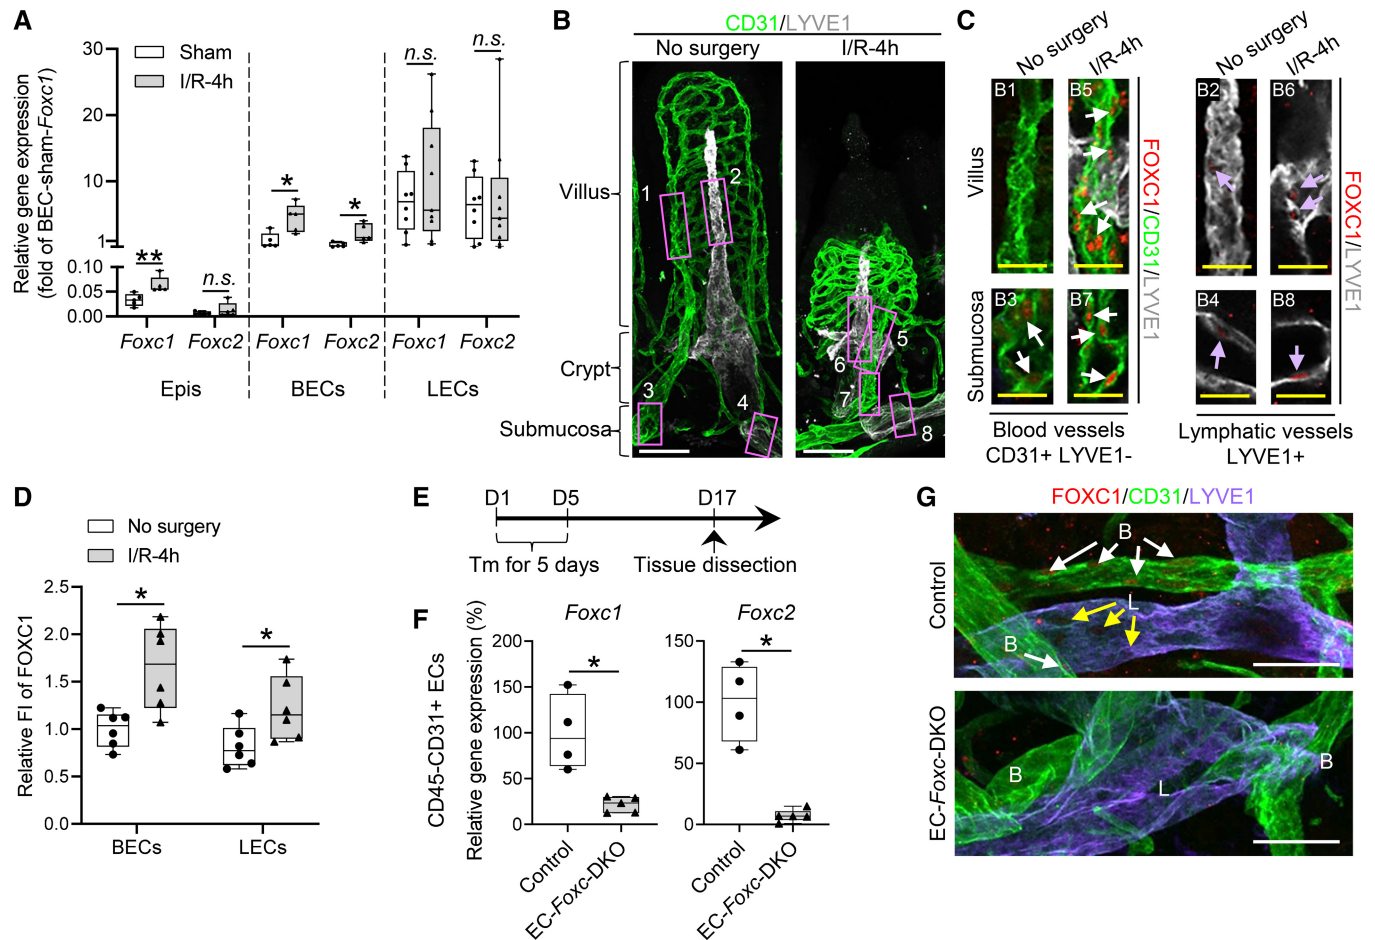 A
Relative gene expression
(fold of BEC-sham-Foxc1)
30
20
10
1
0.10
0.05
0.00
Sham
I/R-4h
**
n.s.
*
*
n.s.
n.s.
Foxc1 Foxc2 Foxc1 Foxc2 Foxc1 Foxc2
Epis BECs LECs
B
CD31/LYVE1
No surgery I/R-4h
Villus
Crypt
Submucosa
1
2
3
4
5
6
7
8
C
No surgery I/R-4h No surgery I/R-4h
Villus
Submucosa
B1 B5 B2 B6
B3 B7 B4 B8
FOXC1/CD31/LYVE1
FOXC1/LYVE1
Blood vessels
CD31+ LYVE1-
Lymphatic vessels
LYVE1+
D
No surgery
I/R-4h
Relative FI of FOXC1
2.5
2.0
1.5
1.0
0.5
0
*
*
BECs LECs
E
D1 D5 D17
Tm for 5 days Tissue dissection
F
CD45-CD31+ ECs
Relative gene expression (%)
Foxc1
200
150
100
50
0
*
Control EC-Foxc-DKO
Foxc2
150
100
50
0
*
Control EC-Foxc-DKO
G
FOXC1/CD31/LYVE1
Control
B
L
B
EC-Foxc-DKO
B
L
B